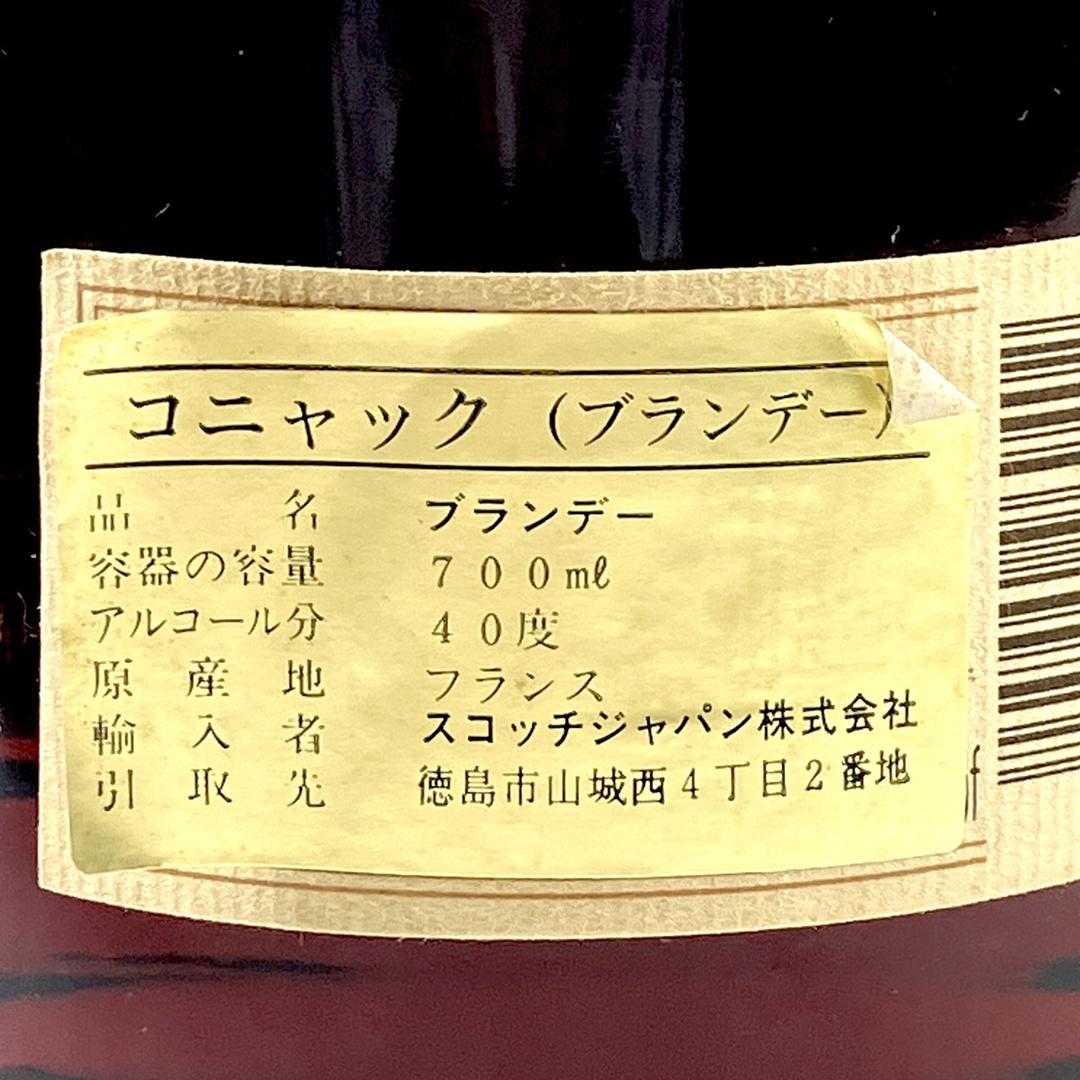 コニャック（ブランデー）
品名　ブランデー
容器の容量　７００㎖
アルコール分　４０度
原産地　フランス
輸入者　スコッチジャパン株式会社
引取先　徳島市山城西４丁目２番地